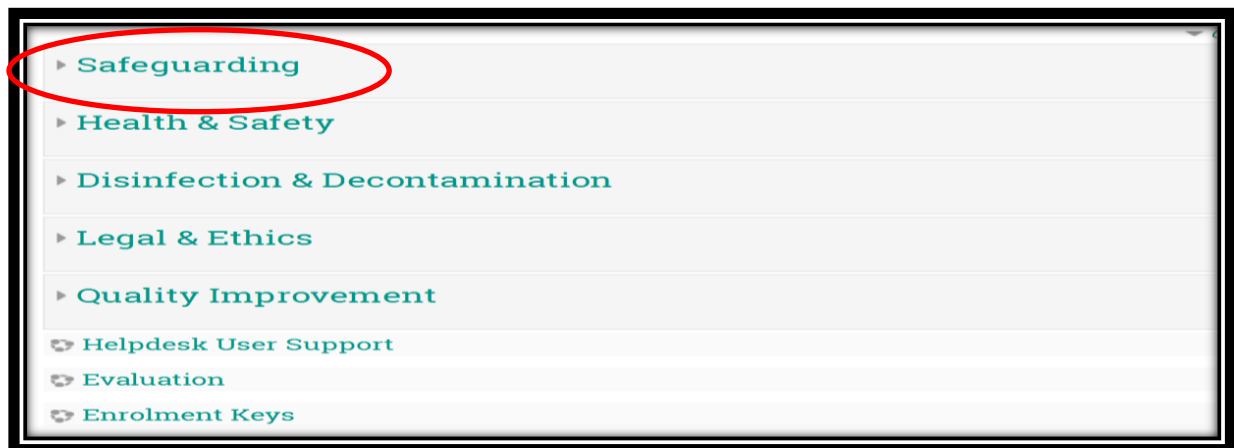 Safeguarding
Health & Safety
Disinfection & Decontamination
Legal & Ethics
Quality Improvement
Helpdesk User Support
Evaluation
Enrolment Keys